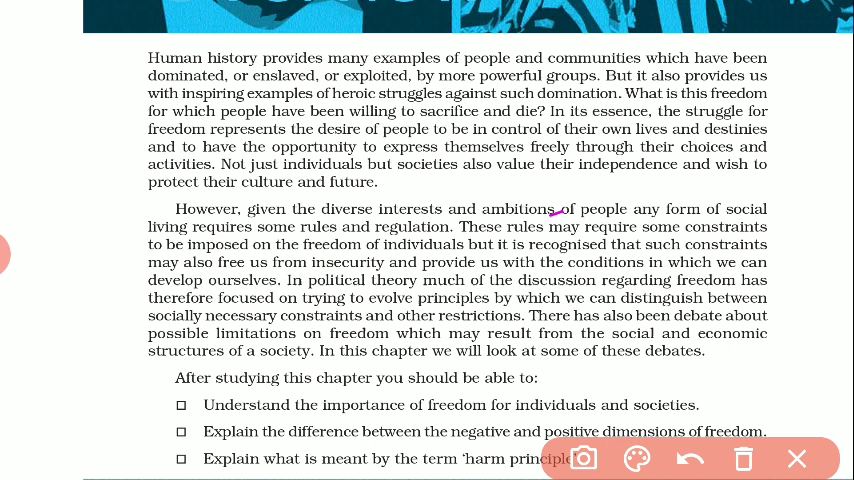 Human history provides many examples of people and communities which have been
dominated, or enslaved, or exploited, by more powerful groups. But it also provides us
with inspiring examples of heroic struggles against such domination. What is this freedom
for which people have been willing to sacrifice and die? In its essence, the struggle for
freedom represents the desire of people to be in control of their own lives and destinies
and to have the opportunity to express themselves freely through their choices and
activities. Not just individuals but societies also value their independence and wish to
protect their culture and future.
However, given the diverse interests and ambitions of people any form of social
living requires some rules and regulation. These rules may require some constraints
to be imposed on the freedom of individuals but it is recognised that such constraints
may also free us from insecurity and provide us with the conditions in which we can
develop ourselves. In political theory much of the discussion regarding freedom has
therefore focused on trying to evolve principles by which we can distinguish between
socially necessary constraints and other restrictions. There has also been debate about
possible limitations on freedom which may result from the social and economic
structures of a society. In this chapter we will look at some of these debates.
After studying this chapter you should be able to:
Understand the importance of freedom for individuals and societies.
Explain the difference between the negative and positive dimensions of freedom.
Explain what is meant by the term ‘harm principle’